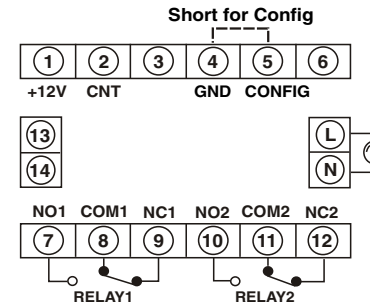 Short for Config
1 2 3 4 5 6
+12V CNT GND CONFIG
13 L
14 N
NO1 COM1 NC1 NO2 COM2 NC2
7 8 9 10 11 12
RELAY1 RELAY2